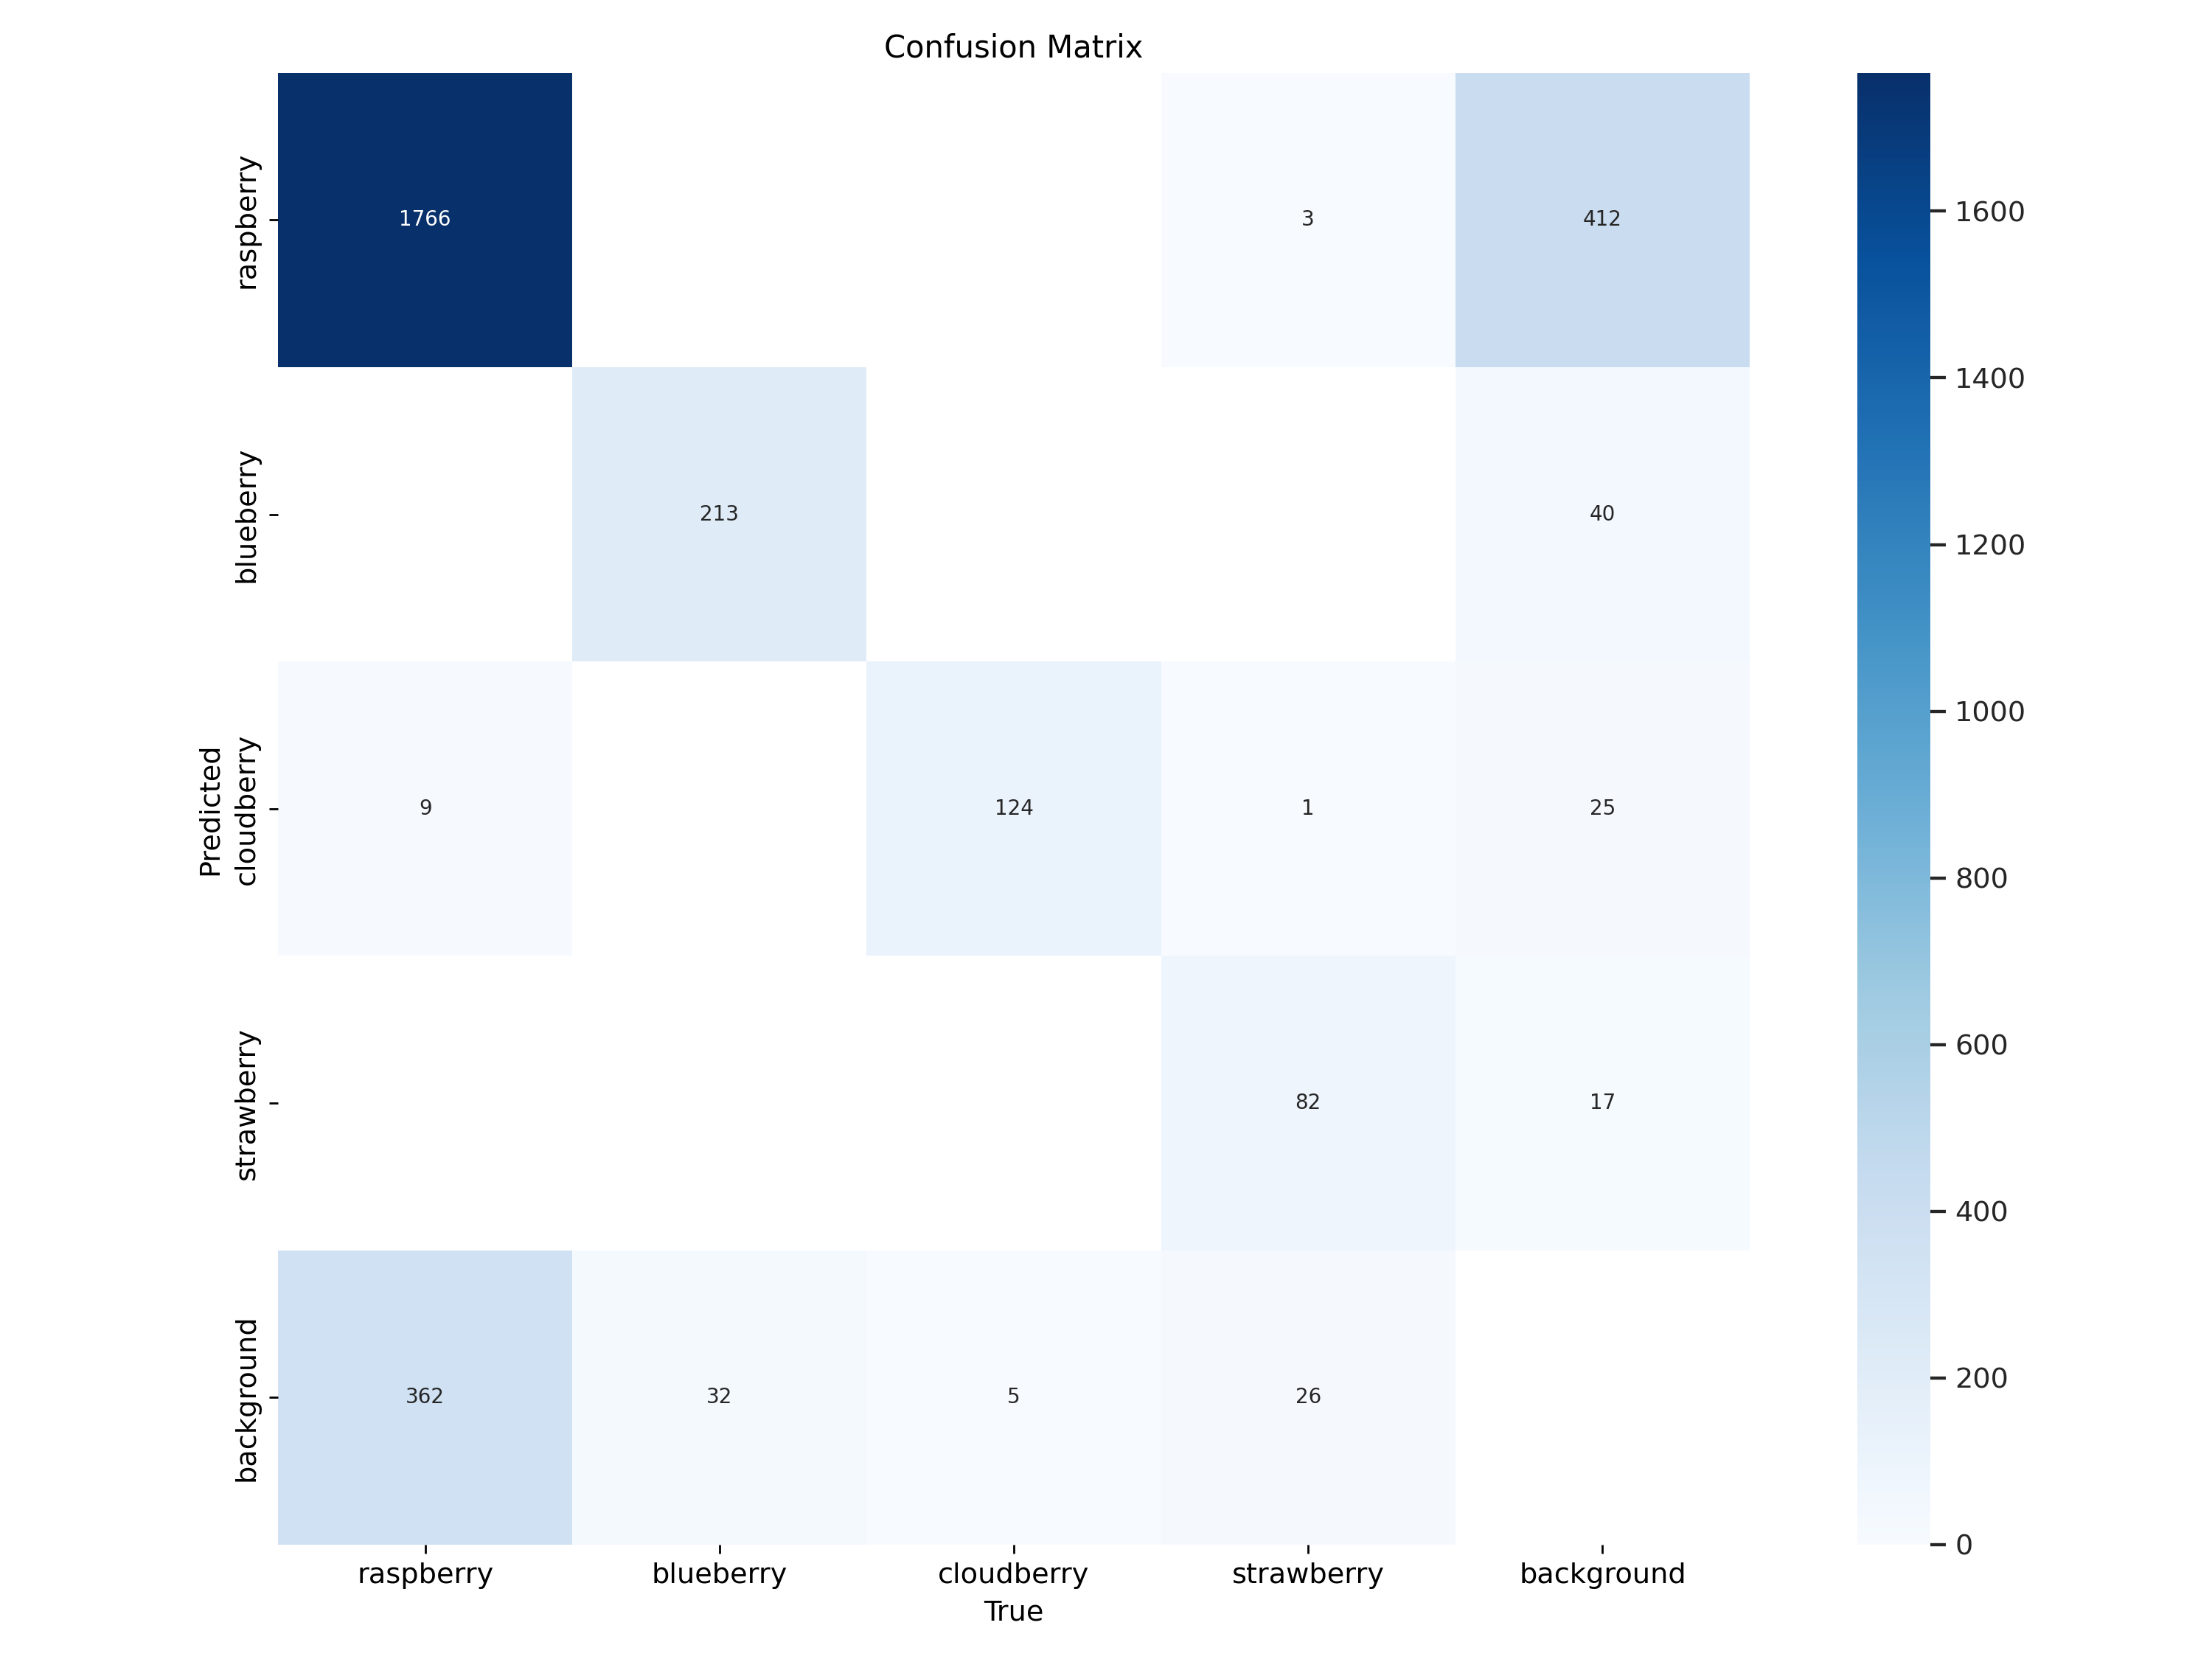 Confusion Matrix
raspberry
1766
3
412
blueberry
213
40
Predicted
cloudberry
9
124
1
25
strawberry
82
17
background
362
32
5
26
raspberry
blueberry
cloudberry
strawberry
background
True
1600
1400
1200
1000
800
600
400
200
0